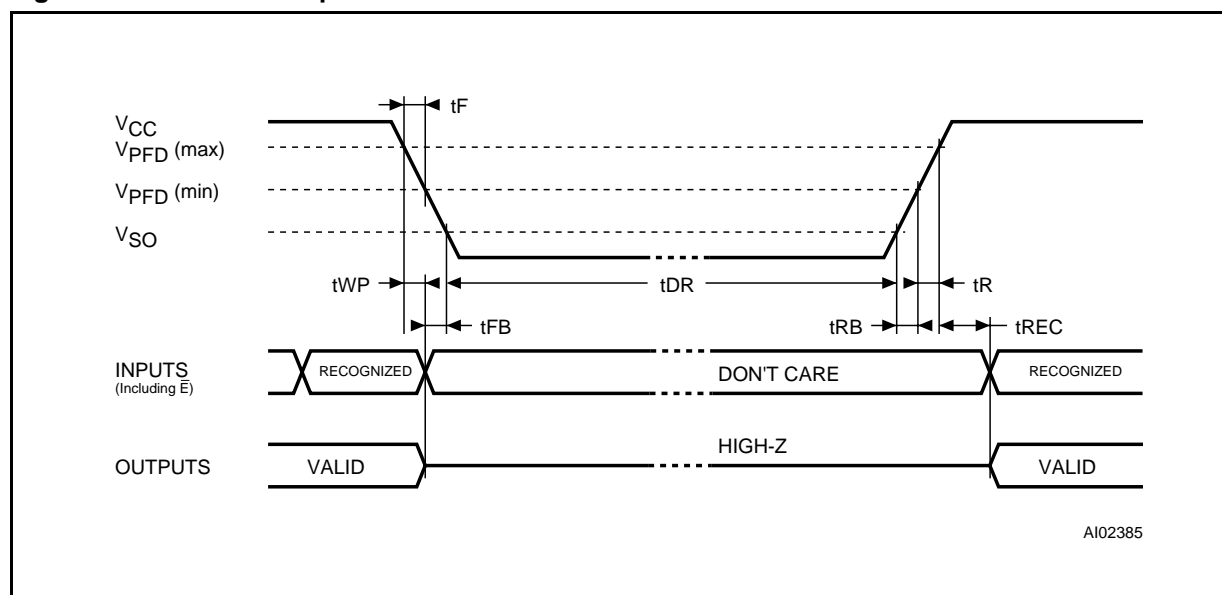 tF
VCC
VPFD (max)
VPFD (min)
VSO
tWP
tDR
tR
tFB
tRB
tREC
INPUTS
(Including E̅)
RECOGNIZED
DON'T CARE
RECOGNIZED
OUTPUTS
VALID
HIGH-Z
VALID
AI02385